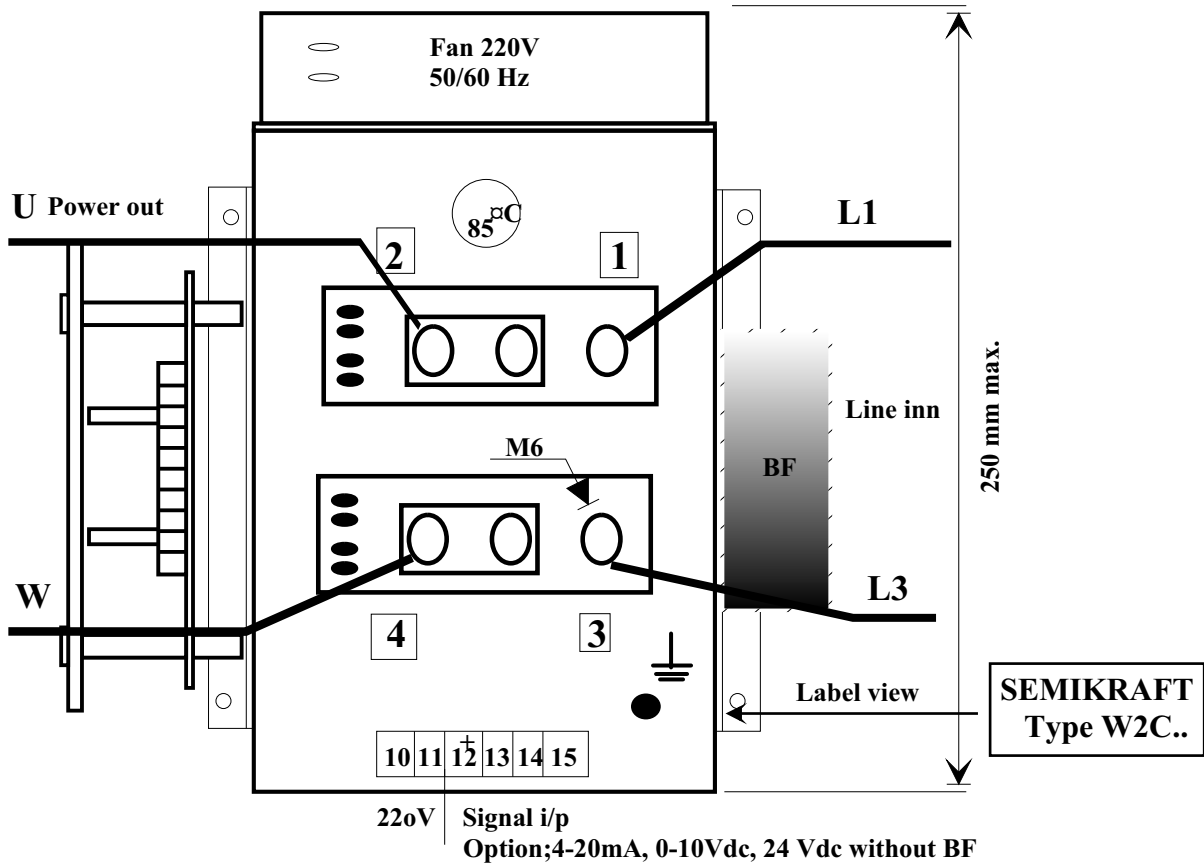 Fan 220V
50/60 Hz
U Power out
L1
85¤C
2
1
Line inn
250 mm max.
M6
BF
W
L3
4
3
Label view
SEMIKRAFT
Type W2C..
+
10 11 12 13 14 15
22oV
Signal i/p
Option;4-20mA, 0-10Vdc, 24 Vdc without BF